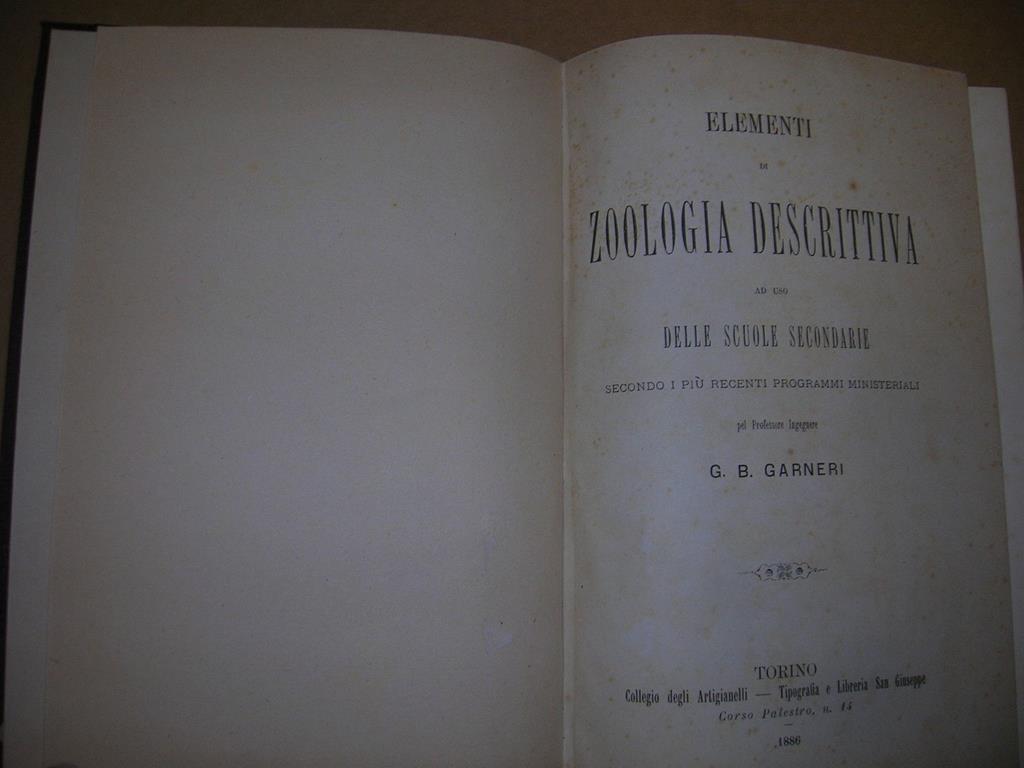 ELEMENTI
DI
ZOOLOGIA DESCRITTIVA
AD USO
DELLE SCUOLE SECONDARIE
SECONDO I PIÙ RECENTI PROGRAMMI MINISTERIALI
pel Professore Ingegnere
G. B. GARNERI
TORINO
Collegio degli Artigianelli — Tipografia e Libreria San Giuseppe
Corso Palestro, n. 14
1886